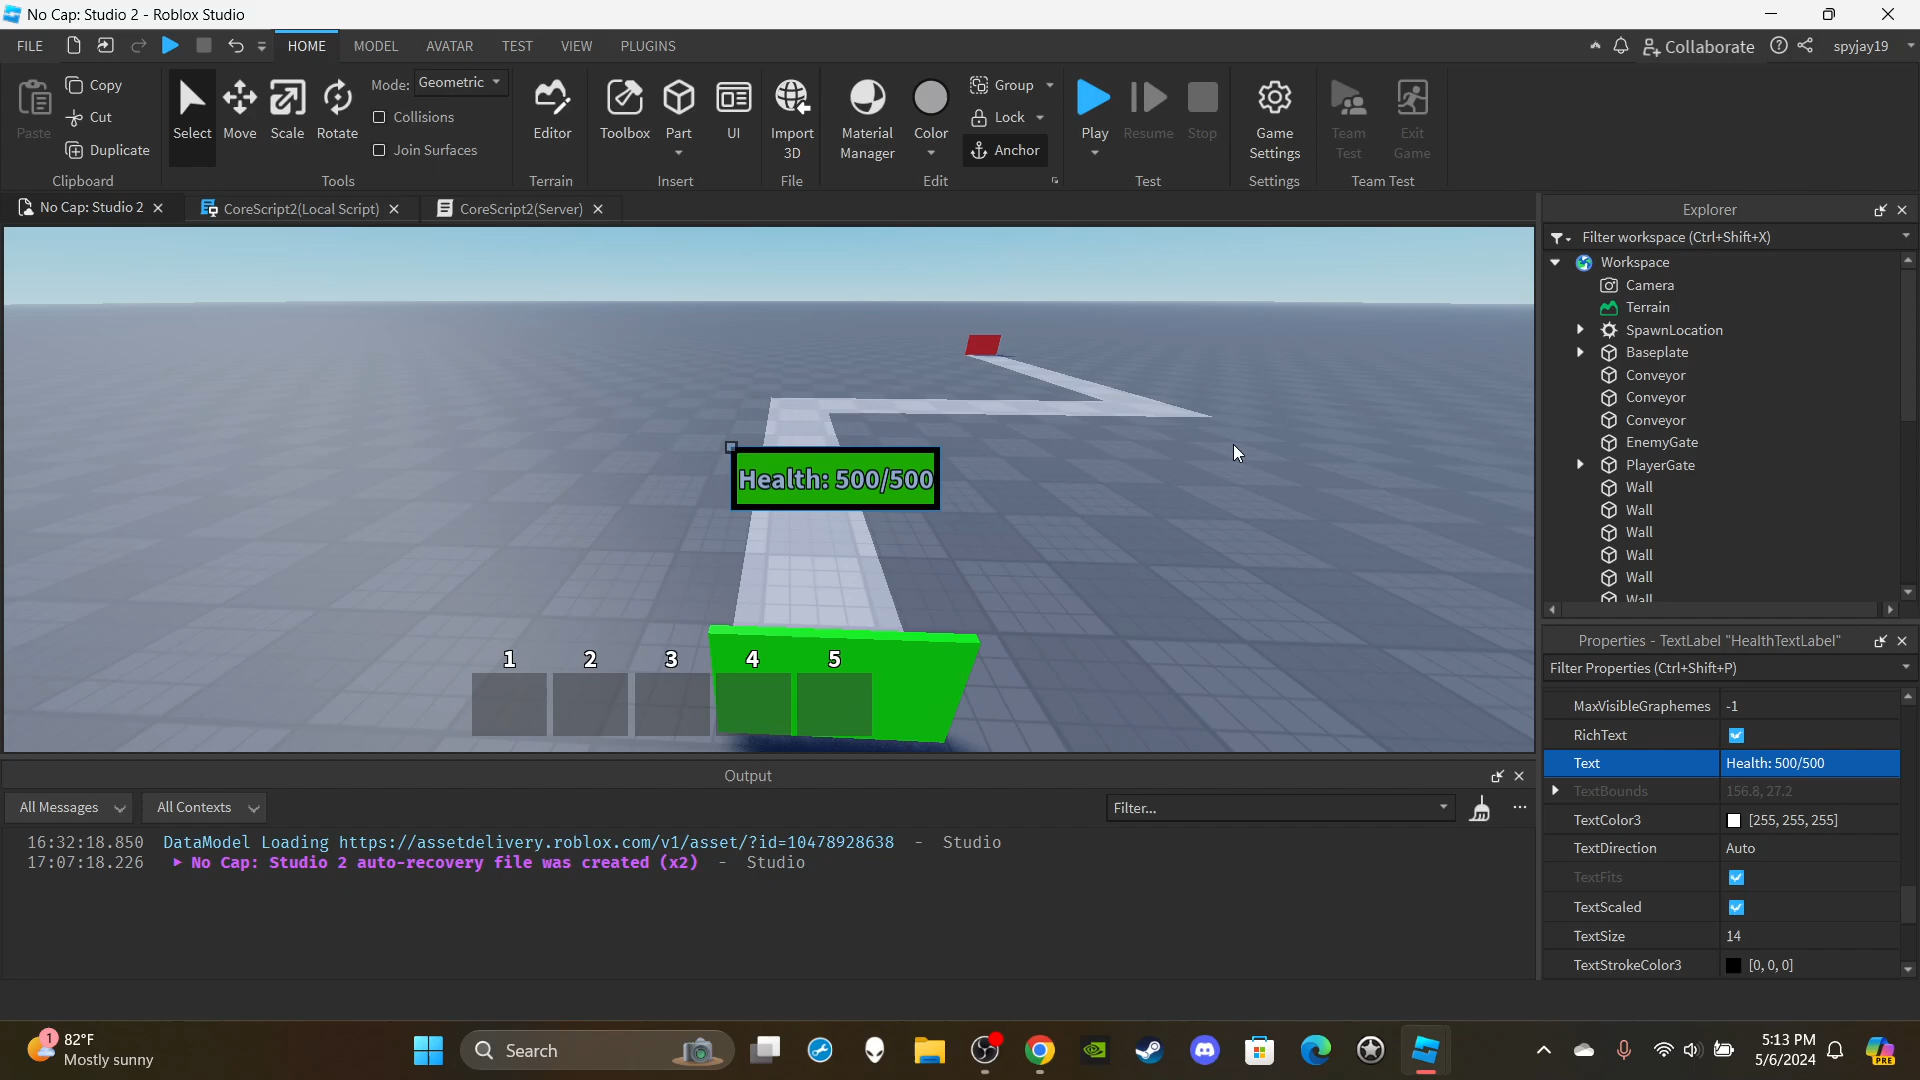 No Cap: Studio 2 - Roblox Studio
FILE HOME MODEL AVATAR TEST VIEW PLUGINS Collaborate spyjay19
Paste Copy Cut Duplicate Clipboard
Select Move Scale Rotate Mode: Geometric Collisions Join Surfaces Tools
Editor Terrain
Toolbox Part UI Insert
Import 3D File
Material Manager Color Group Lock Anchor Edit
Play Resume Stop Test
Game Settings Settings
Team Test Exit Game Team Test
No Cap: Studio 2 CoreScript2(Local Script) CoreScript2(Server)
Health: 500/500
1 2 3 4 5
Explorer
Filter workspace (Ctrl+Shift+X)
Workspace
Camera
Terrain
SpawnLocation
Baseplate
Conveyor
Conveyor
Conveyor
EnemyGate
PlayerGate
Wall
Wall
Wall
Wall
Wall
Wall
Properties - TextLabel "HealthTextLabel"
Filter Properties (Ctrl+Shift+P)
MaxVisibleGraphemes -1
RichText
Text Health: 500/500
TextBounds 156.8, 27.2
TextColor3 [255, 255, 255]
TextDirection Auto
TextFits
TextScaled
TextSize 14
TextStrokeColor3 [0, 0, 0]
Output
All Messages All Contexts Filter...
16:32:18.850 DataModel Loading https://assetdelivery.roblox.com/v1/asset/?id=10478928638 - Studio
17:07:18.226 No Cap: Studio 2 auto-recovery file was created (x2) - Studio
1 82°F
Mostly sunny
Search
PRE
5:13 PM
5/6/2024